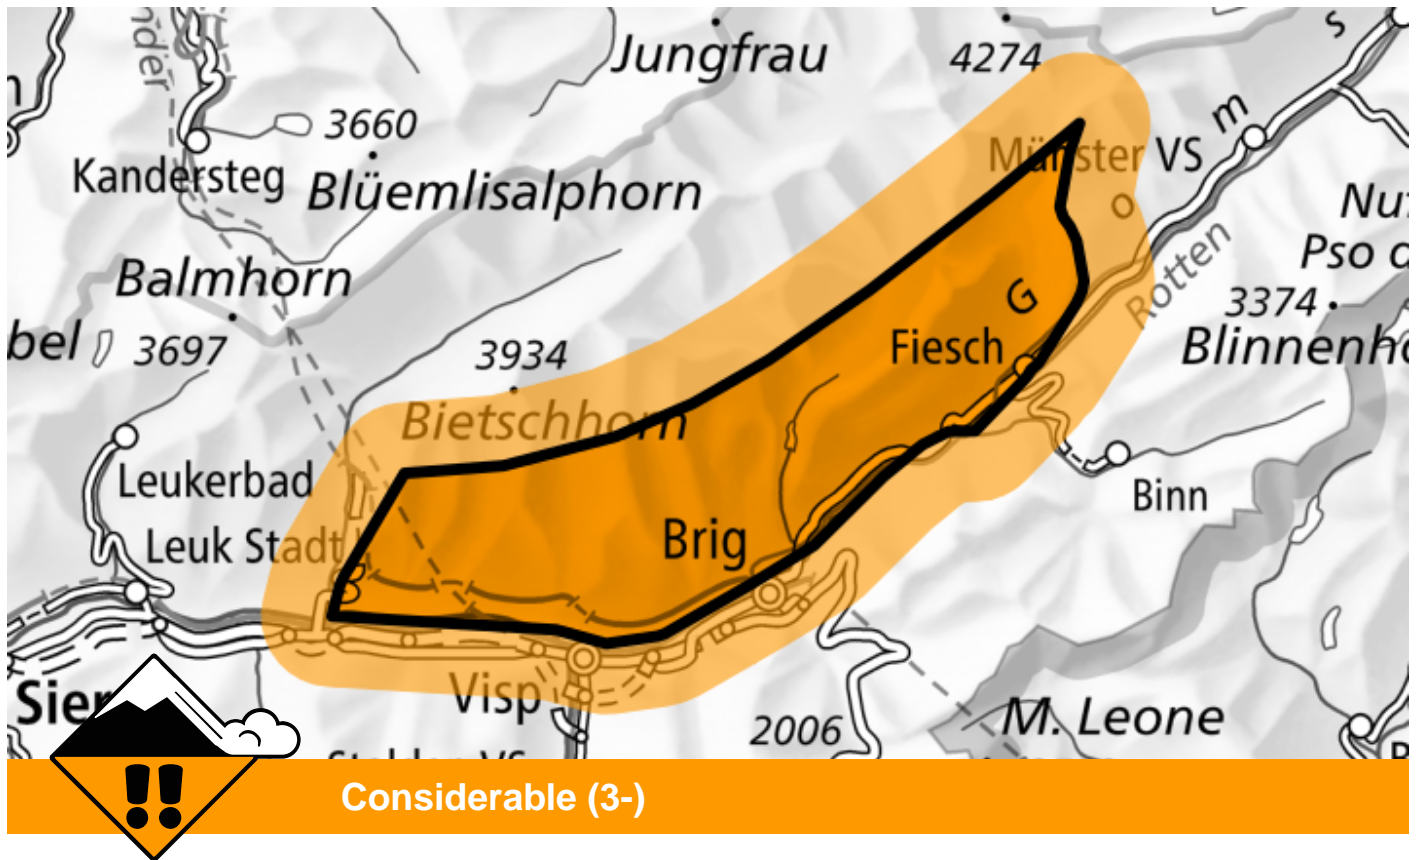 Jungfrau
4274
3660
Münster VS
Kandersteg
Blüemlisalphorn
Balmhorn
Rotten
3374
3697
3934
Fiesch
Bietschhorn
Leukerbad
Binn
Leuk Stadt
Brig
Visp
2006
M. Leone
Considerable (3-)